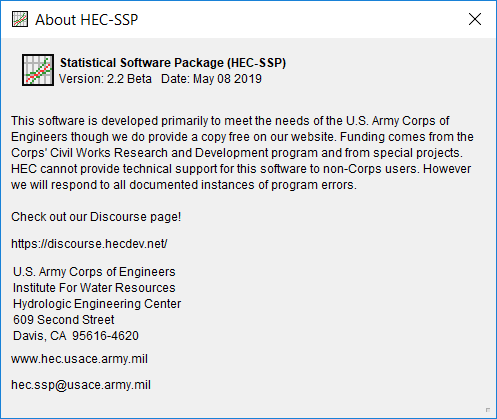 About HEC-SSP
Statistical Software Package (HEC-SSP)
Version: 2.2 Beta   Date: May 08 2019
This software is developed primarily to meet the needs of the U.S. Army Corps of
Engineers though we do provide a copy free on our website. Funding comes from the
Corps' Civil Works Research and Development program and from special projects.
HEC cannot provide technical support for this software to non-Corps users. However
we will respond to all documented instances of program errors.
Check out our Discourse page!
https://discourse.hecdev.net/
U.S. Army Corps of Engineers
Institute For Water Resources
Hydrologic Engineering Center
609 Second Street
Davis, CA  95616-4620
www.hec.usace.army.mil
hec.ssp@usace.army.mil